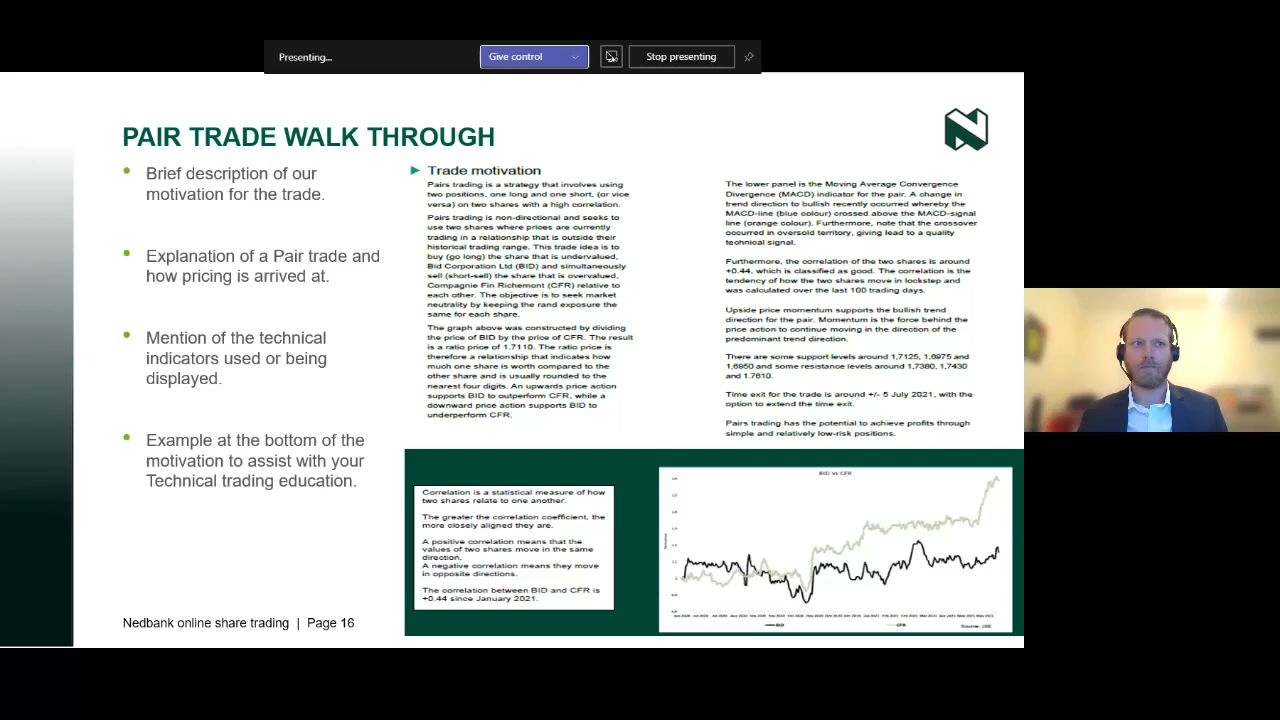 Presenting...
Give control
Stop presenting
PAIR TRADE WALK THROUGH
Brief description of our
motivation for the trade.
Explanation of a Pair trade and
how pricing is arrived at.
Mention of the technical
indicators used or being
displayed.
Example at the bottom of the
motivation to assist with your
Technical trading education.
Trade motivation
Pairs trading is a strategy that involves using
two positions, one long and one short, (or vice
versa) on two shares with a high correlation.
Pairs trading is non-directional and seeks to
use two shares where prices are currently
trading in a relationship that is outside their
historical trading range. This trade idea is to
buy (go long) the share that is undervalued,
Bid Corporation Ltd (BID) and simultaneously
sell (short-sell) the share that is overvalued,
Compagnie Fin Richemont (CFR) relative to
each other. The objective is to seek market
neutrality by keeping the rand exposure the
same for each share.
The graph above was constructed by dividing
the price of BID by the price of CFR. The result
is a ratio price of 1.7110. The ratio price is
therefore a relationship that indicates how
much one share is worth compared to the
other share and is usually rounded to the
nearest four digits. An upwards price action
supports BID to outperform CFR, while a
downward price action supports BID to
underperform CFR.
The lower panel is the Moving Average Convergence
Divergence (MACD) indicator for the pair. A change in
trend direction to bullish recently occurred whereby the
MACD-line (blue colour) crossed above the MACD-signal
line (orange colour). Furthermore, note that the crossover
occurred in oversold territory, giving lead to a quality
technical signal.
Furthermore, the correlation of the two shares is around
+0.44, which is classified as good. The correlation is the
tendency of how the two shares move in lockstep and
was calculated over the last 100 trading days.
Upside price momentum supports the bullish trend
direction for the pair. Momentum is the force behind the
price action to continue moving in the direction of the
predominant trend direction.
There are some support levels around 1,7125, 1,6975 and
1,6950 and some resistance levels around 1,7380, 1,7430
and 1.7610.
Time exit for the trade is around +/- 5 July 2021, with the
option to extend the time exit.
Pairs trading has the potential to achieve profits through
simple and relatively low-risk positions.
Correlation is a statistical measure of how
two shares relate to one another.
The greater the correlation coefficient, the
more closely aligned they are.
A positive correlation means that the
values of two shares move in the same
direction.
A negative correlation means they move
in opposite directions.
The correlation between BID and CFR is
+0.44 since January 2021.
BID vs CFR
BID
CFR
Source: JSE
Nedbank online share trading | Page 16